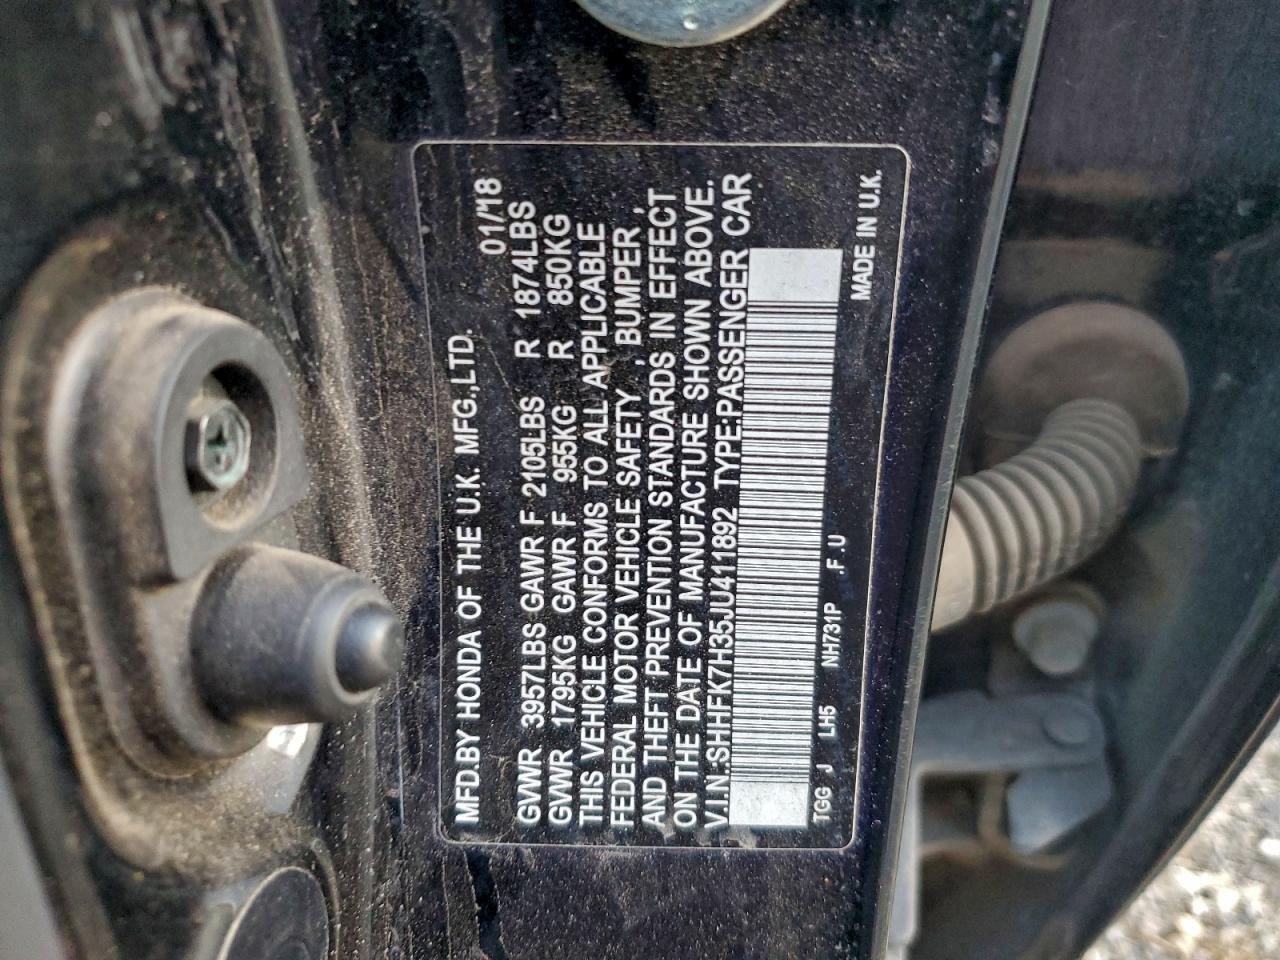 MFD.BY HONDA OF THE U.K. MFG.,LTD. 01/18
GVWR 3957LBS GAWR F 2105LBS R 1874LBS
GVWR 1795KG GAWR F 955KG R 850KG
THIS VEHICLE CONFORMS TO ALL APPLICABLE
FEDERAL MOTOR VEHICLE SAFETY , BUMPER ,
AND THEFT PREVENTION STANDARDS IN EFFECT
ON THE DATE OF MANUFACTURE SHOWN ABOVE.
V.I.N.:SHHFK7H35JU411892 TYPE:PASSENGER CAR
TGG J LH5 NH731P .F.U
MADE IN U.K.